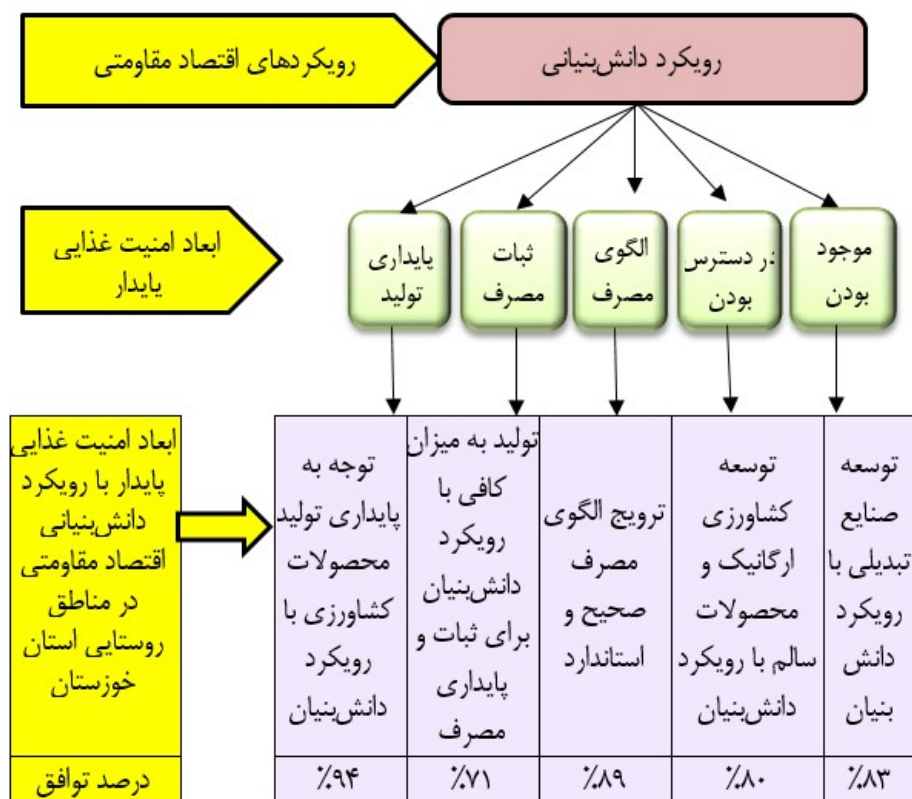 رویکردهای اقتصاد مقاومتی
رویکرد دانش‌بنیانی
ابعاد امنیت غذایی
پایدار
موجود
بودن
در دسترس
بودن
الگوی
مصرف
ثبات
مصرف
پایداری
تولید
ابعاد امنیت غذایی
پایدار با رویکرد
دانش‌بنیانی
اقتصاد مقاومتی
در مناطق
روستایی استان
خوزستان
توسعه
صنایع
تبدیلی با
رویکرد
دانش
بنیان
توسعه
کشاورزی
ارگانیک و
محصولات
سالم با رویکرد
دانش‌بنیان
ترویج الگوی
مصرف
صحیح و
استاندارد
تولید به میزان
کافی با
رویکرد
دانش‌بنیان
برای ثبات و
پایداری
مصرف
توجه به
پایداری تولید
محصولات
کشاورزی با
رویکرد
دانش‌بنیان
درصد توافق
٪۸۳
٪۸۰
٪۸۹
٪۷۱
٪۹۴